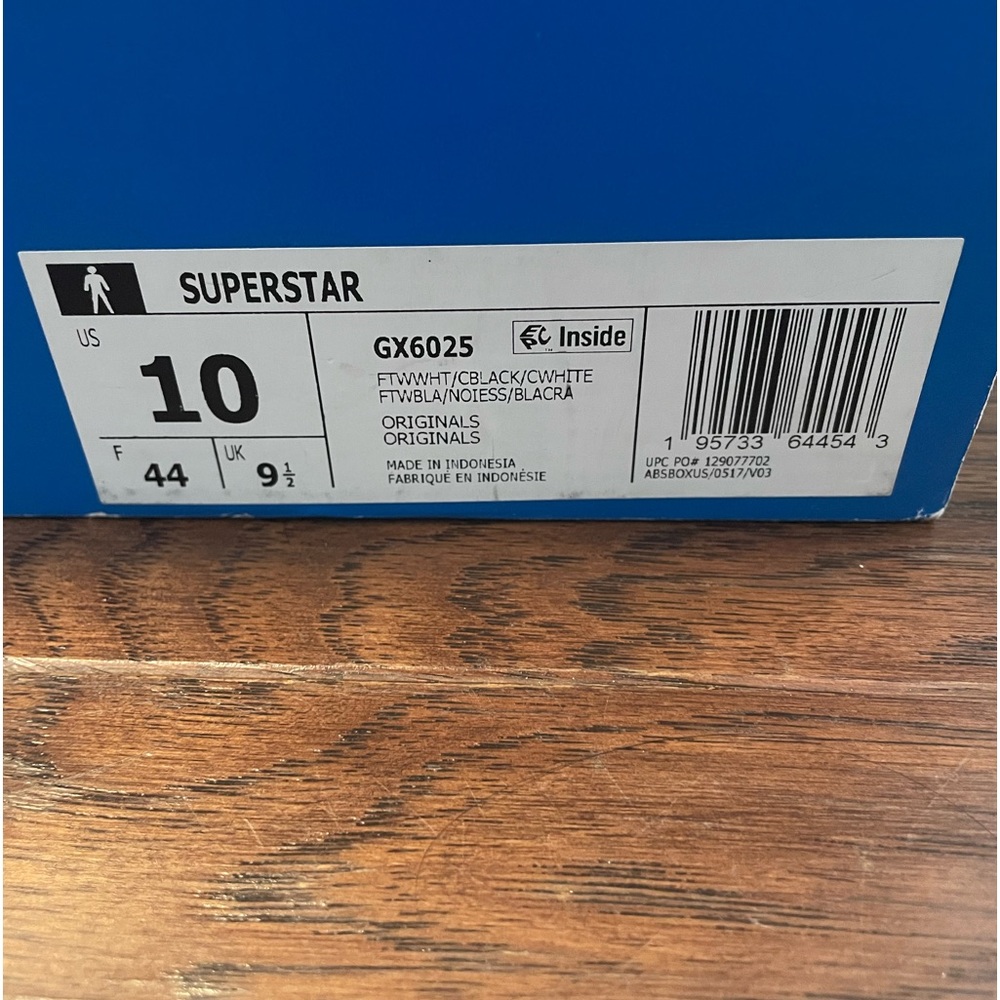 SUPERSTAR
US
10
F
44
UK
9 1/2
GX6025
Inside
FTWWHT/CBLACK/CWHITE
FTWBLA/NOIESS/BLACRA
ORIGINALS
ORIGINALS
MADE IN INDONESIA
FABRIQUÉ EN INDONÉSIE
1 95733 64454 3
UPC PO# 129077702
ABSBOXUS/0517/V03